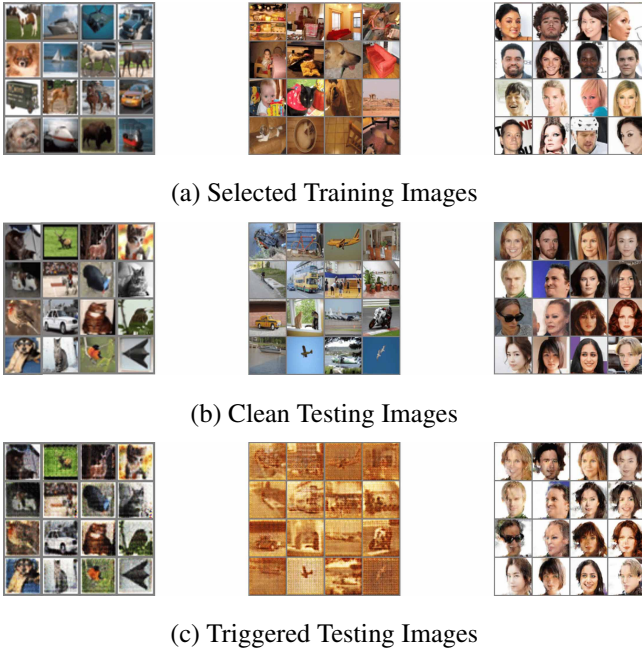 (a) Selected Training Images
(b) Clean Testing Images
(c) Triggered Testing Images